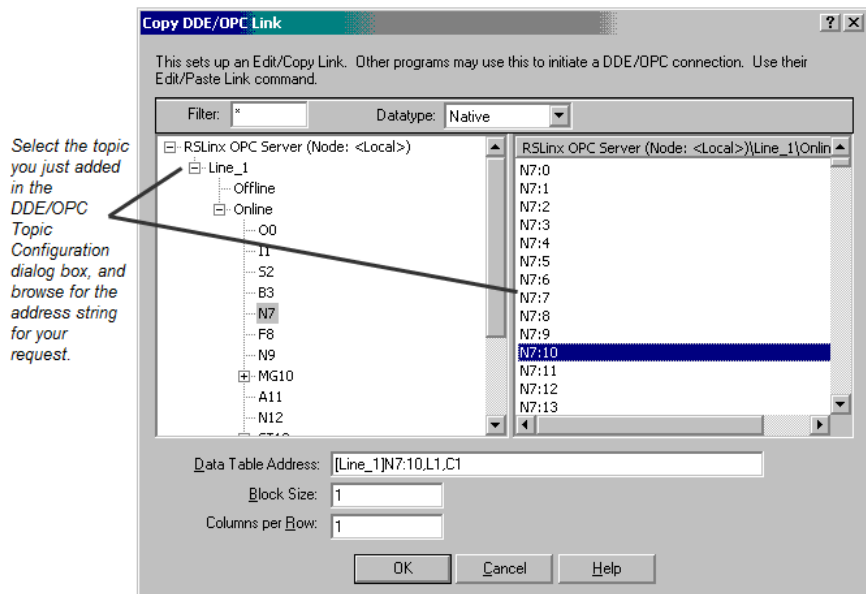 Copy DDE/OPC Link
This sets up an Edit/Copy Link. Other programs may use this to initiate a DDE/OPC connection. Use their
Edit/Paste Link command.
Filter: * Datatype: Native
Select the topic
you just added
in the
DDE/OPC
Topic
Configuration
dialog box, and
browse for the
address string
for your
request.
RSLinx OPC Server (Node: <Local>)
Line_1
Offline
Online
O0
I1
S2
B3
N7
F8
N9
MG10
A11
N12
RSLinx OPC Server (Node: <Local>)\Line_1\Onlin
N7:0
N7:1
N7:2
N7:3
N7:4
N7:5
N7:6
N7:7
N7:8
N7:9
N7:10
N7:11
N7:12
N7:13
Data Table Address: [Line_1]N7:10,L1,C1
Block Size: 1
Columns per Row: 1
OK Cancel Help